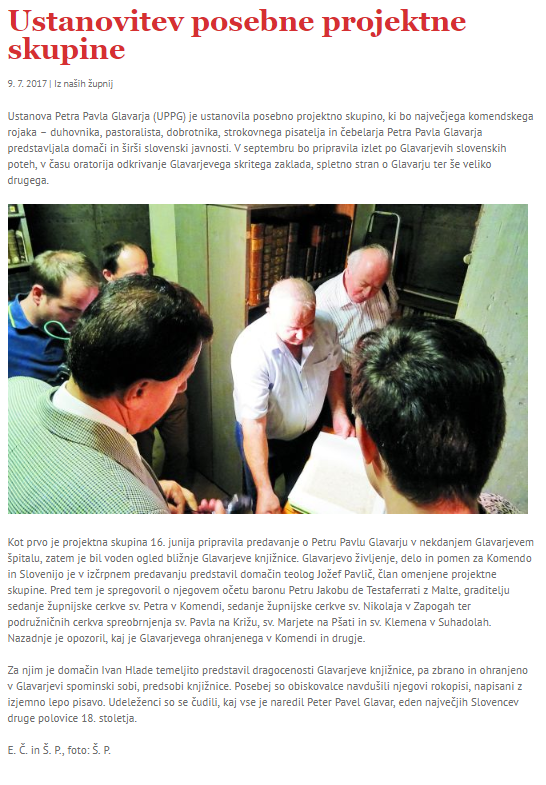 Ustanovitev posebne projektne
skupine
9. 7. 2017 | Iz naših župnij
Ustanova Petra Pavla Glavarja (UPPG) je ustanovila posebno projektno skupino, ki bo največjega komendskega
rojaka – duhovnika, pastoralista, dobrotnika, strokovnega pisatelja in čebelarja Petra Pavla Glavarja
predstavljala domači in širši slovenski javnosti. V septembru bo pripravila izlet po Glavarjevih slovenskih
poteh, v času oratorija odkrivanje Glavarjevega skritega zaklada, spletno stran o Glavarju ter še veliko
drugega.
Kot prvo je projektna skupina 16. junija pripravila predavanje o Petru Pavlu Glavarju v nekdanjem Glavarjevem
špitalu, zatem je bil voden ogled bližnje Glavarjeve knjižnice. Glavarjevo življenje, delo in pomen za Komendo
in Slovenijo je v izčrpnem predavanju predstavil domačin teolog Jožef Pavlič, član omenjene projektne
skupine. Pred tem je spregovoril o njegovem očetu baronu Petru Jakobu de Testaferrati z Malte, graditelju
sedanje župnijske cerkve sv. Petra v Komendi, sedanje župnijske cerkve sv. Nikolaja v Zapogah ter
podružničnih cerkva spreobrnjenja sv. Pavla na Križu, sv. Marjete na Pšati in sv. Klemena v Suhadolah.
Nazadnje je opozoril, kaj je Glavarjevega ohranjenega v Komendi in drugje.
Za njim je domačin Ivan Hlade temeljito predstavil dragocenosti Glavarjeve knjižnice, pa zbrano in ohranjeno
v Glavarjevi spominski sobi, predsobi knjižnice. Posebej so obiskovalce navdušili njegovi rokopisi, napisani z
izjemno lepo pisavo. Udeleženci so se čudili, kaj vse je naredil Peter Pavel Glavar, eden največjih Slovencev
druge polovice 18. stoletja.
E. Č. in Š. P., foto: Š. P.